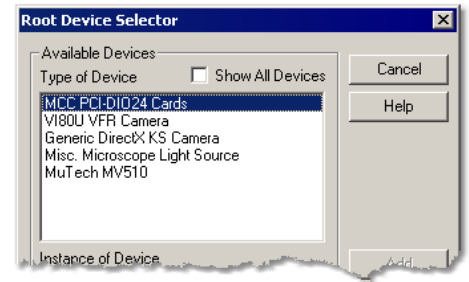 Root Device Selector
Available Devices
Type of Device Show All Devices
Cancel
Help
MCC PCI-DIO24 Cards
VI80U VFR Camera
Generic DirectX KS Camera
Misc. Microscope Light Source
MuTech MV510
Instance of Device
Add